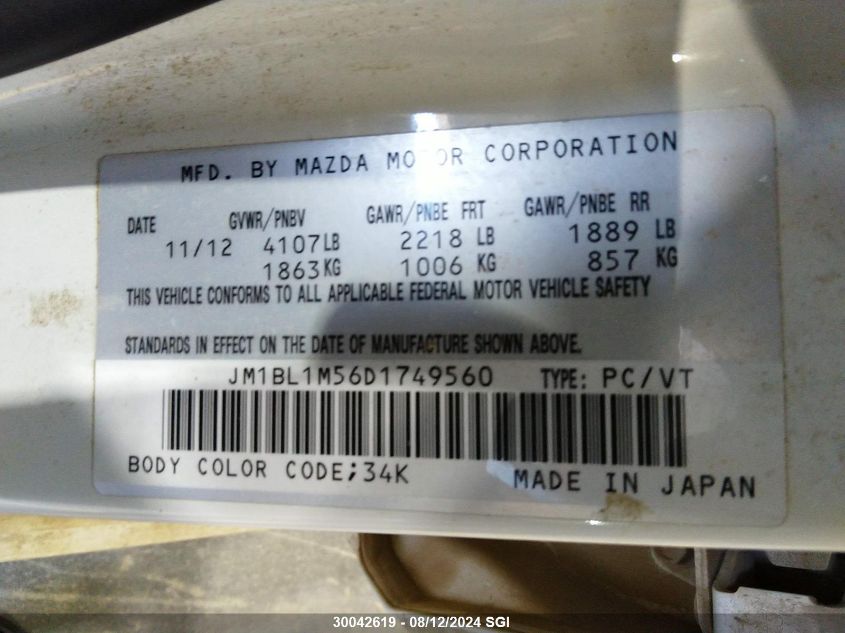 MFD. BY MAZDA MOTOR CORPORATION
DATE GVWR/PNBV GAWR/PNBE FRT GAWR/PNBE RR
11/12 4107LB 2218 LB 1889 LB
1863KG 1006 KG 857 KG
THIS VEHICLE CONFORMS TO ALL APPLICABLE FEDERAL MOTOR VEHICLE SAFETY
STANDARDS IN EFFECT ON THE DATE OF MANUFACTURE SHOWN ABOVE.
JM1BL1M56D1749560 TYPE: PC/VT
BODY COLOR CODE;34K MADE IN JAPAN
30042619 - 08/12/2024 SGI